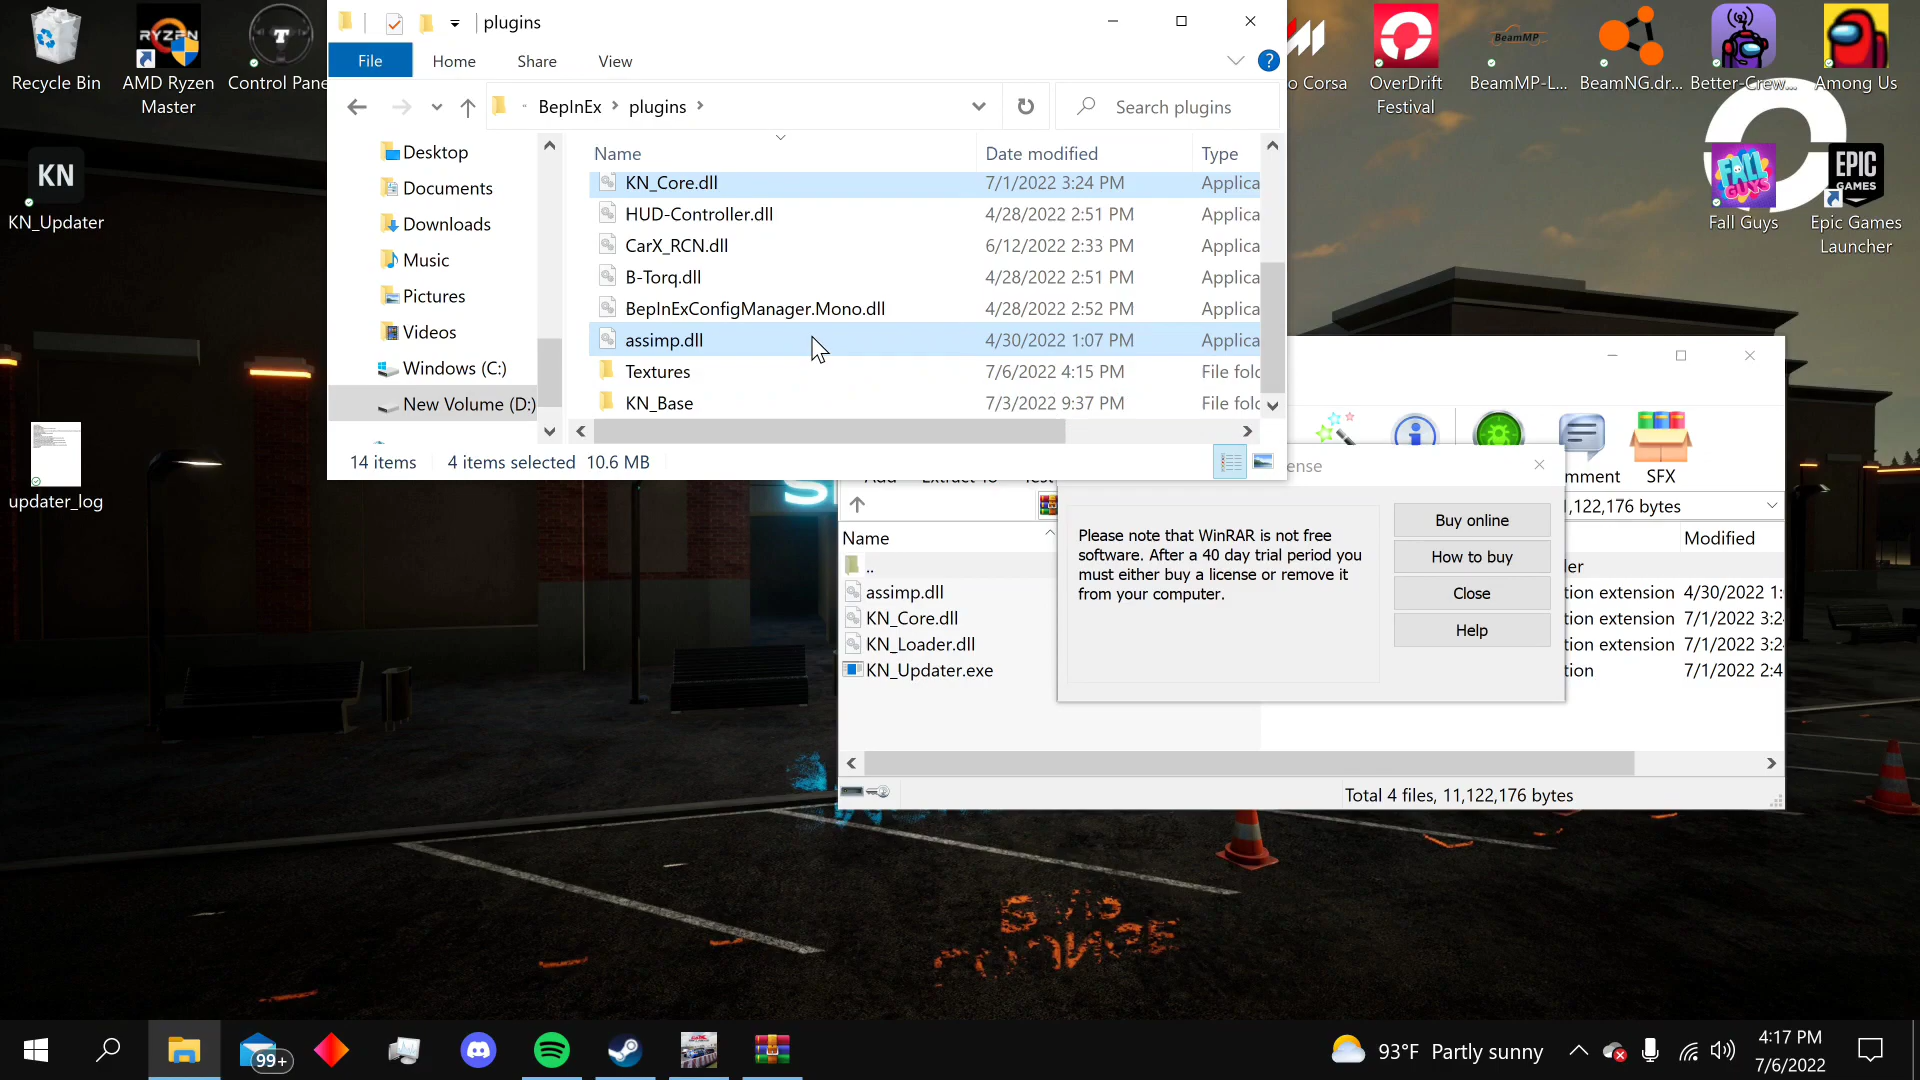 plugins
File
Home
Share
View
BepInEx
plugins
Search plugins
Desktop
Documents
Downloads
Music
Pictures
Videos
Windows (C:)
New Volume (D:)
Name
Date modified
Type
KN_Core.dll
7/1/2022 3:24 PM
Applica
HUD-Controller.dll
4/28/2022 2:51 PM
Applica
CarX_RCN.dll
6/12/2022 2:33 PM
Applica
B-Torq.dll
4/28/2022 2:51 PM
Applica
BepInExConfigManager.Mono.dll
4/28/2022 2:52 PM
Applica
assimp.dll
4/30/2022 1:07 PM
Applica
Textures
7/6/2022 4:15 PM
File fol
KN_Base
7/3/2022 9:37 PM
File fol
14 items
4 items selected
10.6 MB
Recycle Bin
RYZEN
AMD Ryzen
Master
T
Control Pane
KN
KN_Updater
updater_log
o Corsa
OverDrift
Festival
BeamMP
BeamMP-L...
BeamNG.dr...
Better-Crew...
Among Us
FALL
GUYS
Fall Guys
EPIC
GAMES
Epic Games
Launcher
mment
SFX
1,122,176 bytes
ense
Please note that WinRAR is not free
software. After a 40 day trial period you
must either buy a license or remove it
from your computer.
Buy online
How to buy
Close
Help
Name
Modified
..
er
assimp.dll
tion extension
4/30/2022 1:
KN_Core.dll
tion extension
7/1/2022 3:2
KN_Loader.dll
tion extension
7/1/2022 3:2
KN_Updater.exe
tion
7/1/2022 2:4
Total 4 files, 11,122,176 bytes
99+
93°F Partly sunny
4:17 PM
7/6/2022